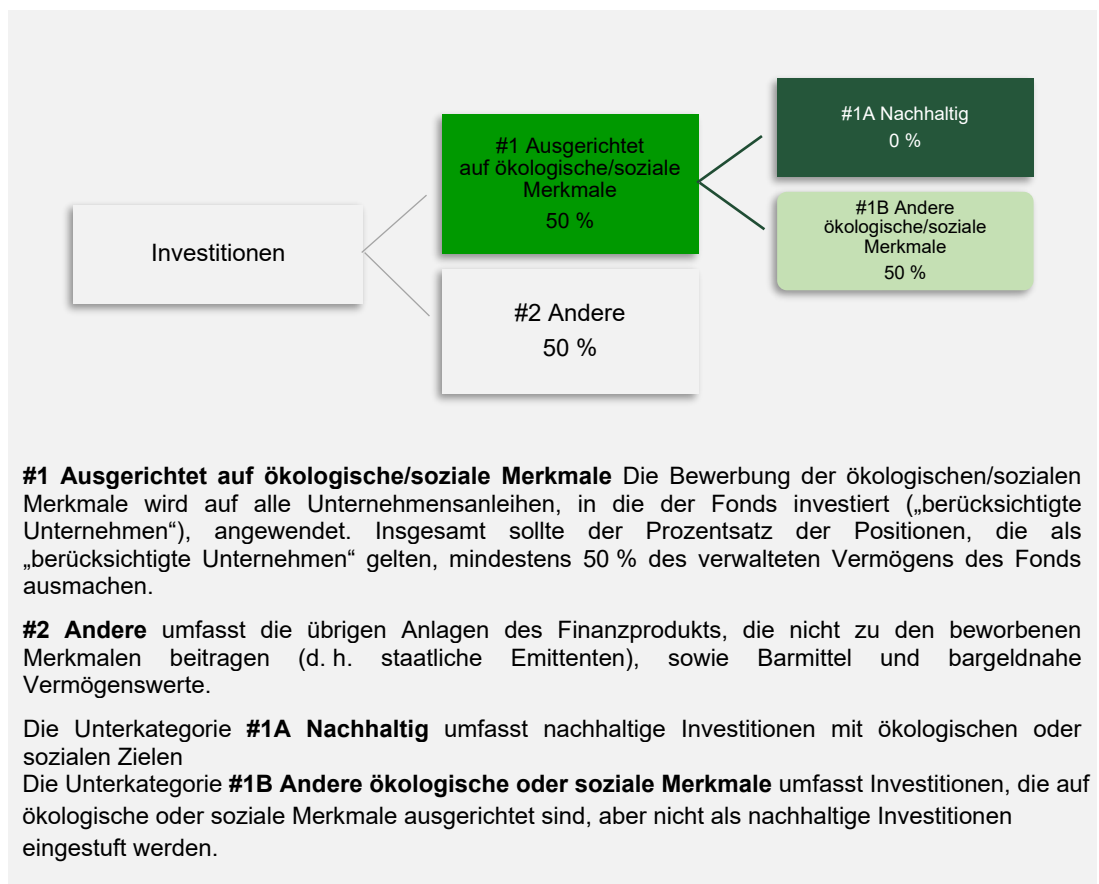 #1A Nachhaltig
0 %
#1 Ausgerichtet
auf ökologische/soziale
Merkmale
50 %
#1B Andere
ökologische/soziale
Merkmale
50 %
Investitionen
#2 Andere
50 %
#1 Ausgerichtet auf ökologische/soziale Merkmale Die Bewerbung der ökologischen/sozialen
Merkmale wird auf alle Unternehmensanleihen, in die der Fonds investiert („berücksichtigte
Unternehmen“), angewendet. Insgesamt sollte der Prozentsatz der Positionen, die als
„berücksichtigte Unternehmen“ gelten, mindestens 50 % des verwalteten Vermögens des Fonds
ausmachen.
#2 Andere umfasst die übrigen Anlagen des Finanzprodukts, die nicht zu den beworbenen
Merkmalen beitragen (d. h. staatliche Emittenten), sowie Barmittel und bargeldnahe
Vermögenswerte.
Die Unterkategorie #1A Nachhaltig umfasst nachhaltige Investitionen mit ökologischen oder
sozialen Zielen
Die Unterkategorie #1B Andere ökologische oder soziale Merkmale umfasst Investitionen, die auf
ökologische oder soziale Merkmale ausgerichtet sind, aber nicht als nachhaltige Investitionen
eingestuft werden.